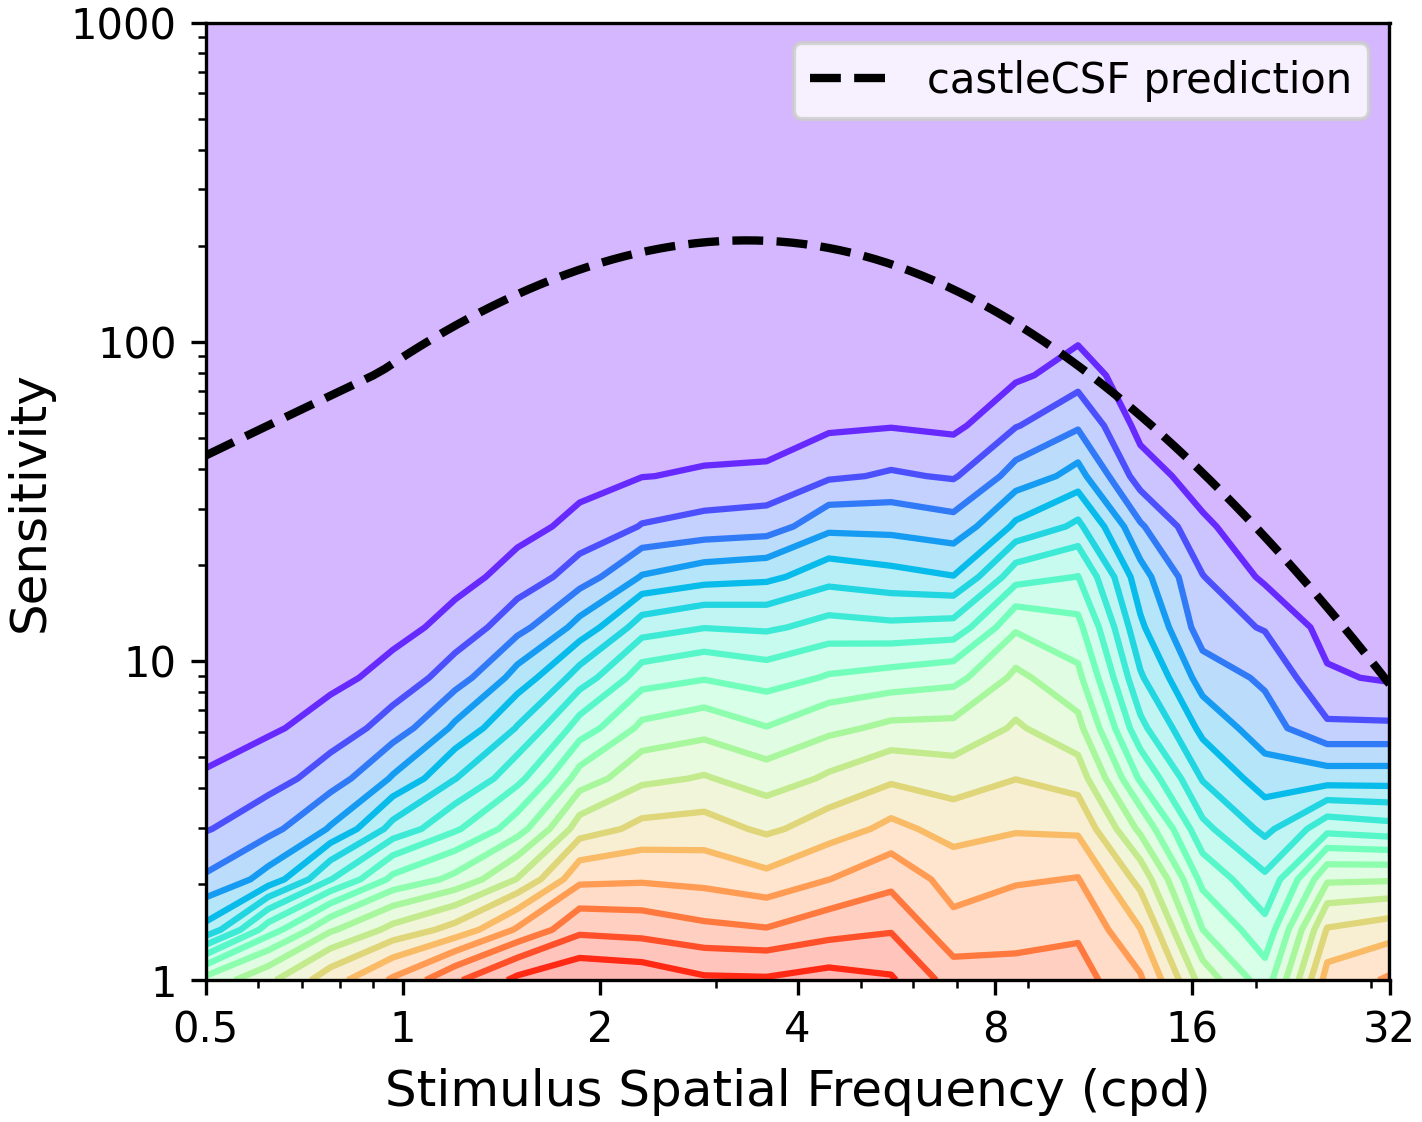 1000
100
10
1
Sensitivity
castleCSF prediction
0.5 1 2 4 8 16 32
Stimulus Spatial Frequency (cpd)